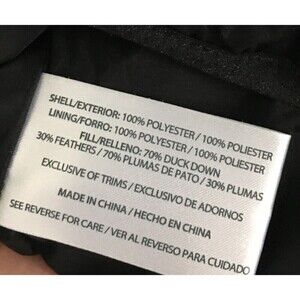 SHELL/EXTERIOR: 100% POLYESTER / 100% POLIESTER
LINING/FORRO: 100% POLYESTER / 100% POLIESTER
FILL/RELLENO: 70% DUCK DOWN
30% FEATHERS / 70% PLUMAS DE PATO / 30% PLUMAS
EXCLUSIVE OF TRIMS / EXCLUSIVO DE ADORNOS
MADE IN CHINA / HECHO EN CHINA
SEE REVERSE FOR CARE / VER AL REVERSO PARA CUIDADO